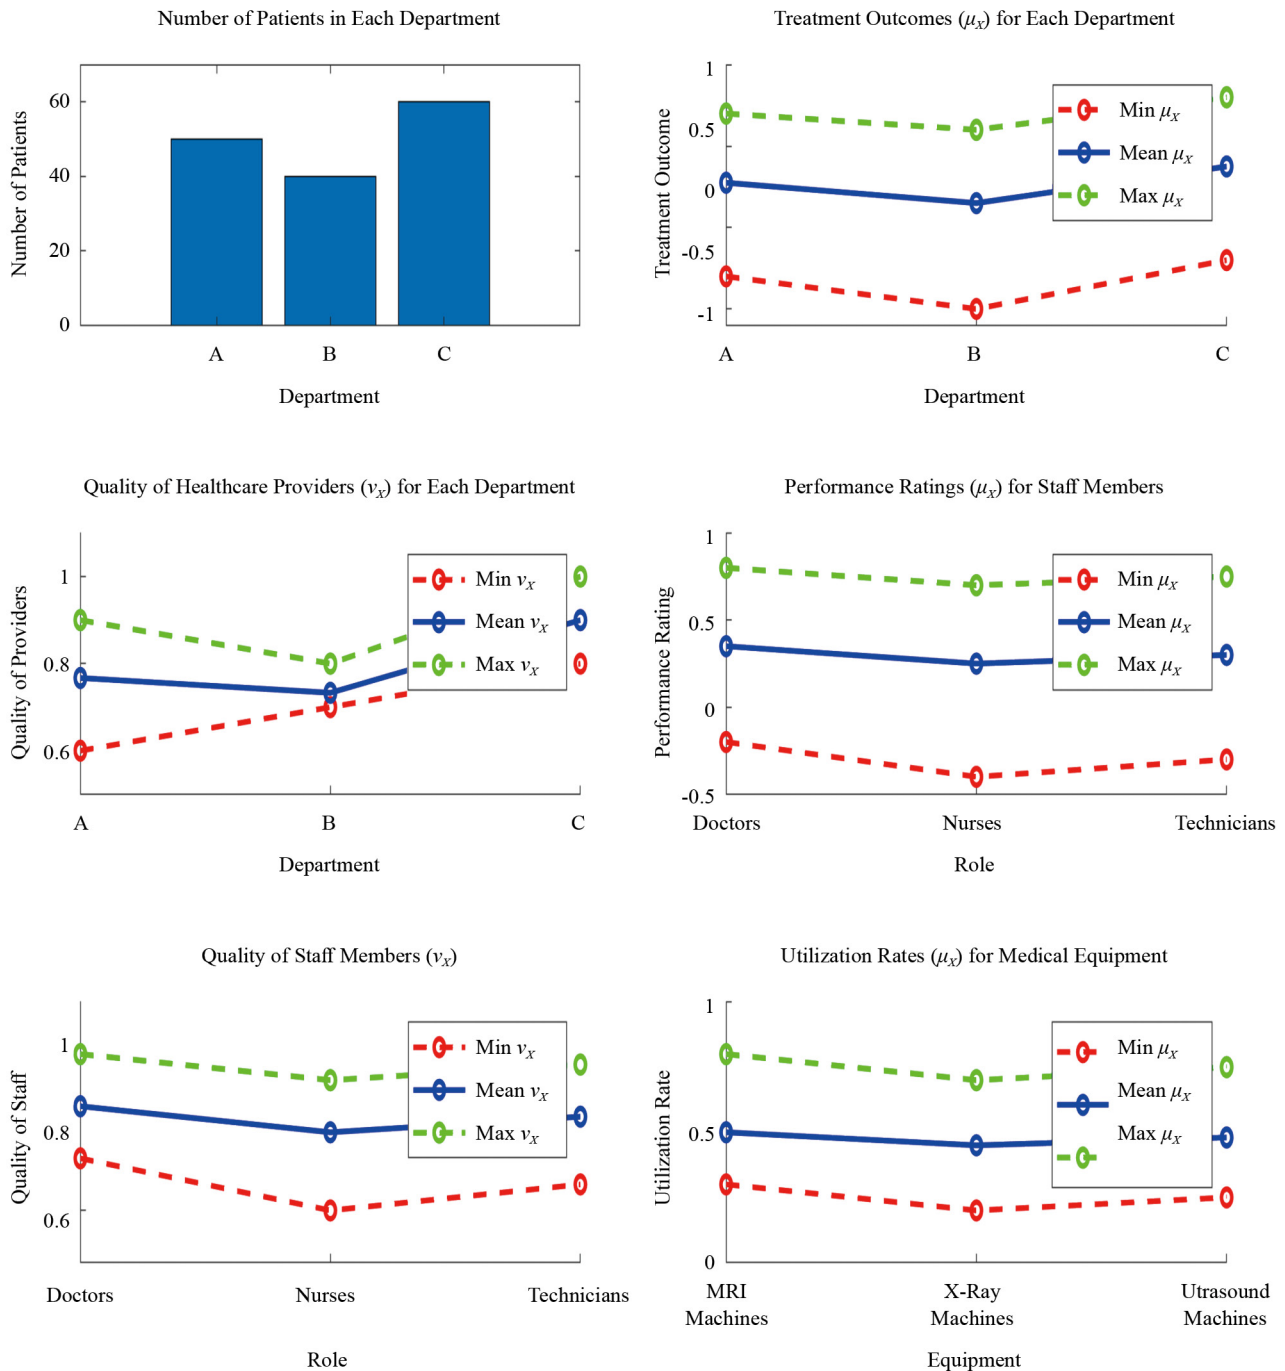 Number of Patients in Each Department
Number of Patients
60
40
20
0
A B C
Department
Treatment Outcomes (μX) for Each Department
Treatment Outcome
1
0.5
0
-0.5
-1
Min μX
Mean μX
Max μX
A B C
Department
Quality of Healthcare Providers (vX) for Each Department
Quality of Providers
1
0.8
0.6
Min vX
Mean vX
Max vX
A B C
Department
Performance Ratings (μX) for Staff Members
Performance Rating
1
0.5
0
-0.5
Min μX
Mean μX
Max μX
Doctors Nurses Technicians
Role
Quality of Staff Members (vX)
Quality of Staff
1
0.8
0.6
Min vX
Mean vX
Max vX
Doctors Nurses Technicians
Role
Utilization Rates (μX) for Medical Equipment
Utilization Rate
1
0.5
0
Min μX
Mean μX
Max μX
MRI X-Ray Utrasound
Machines Machines Machines
Equipment